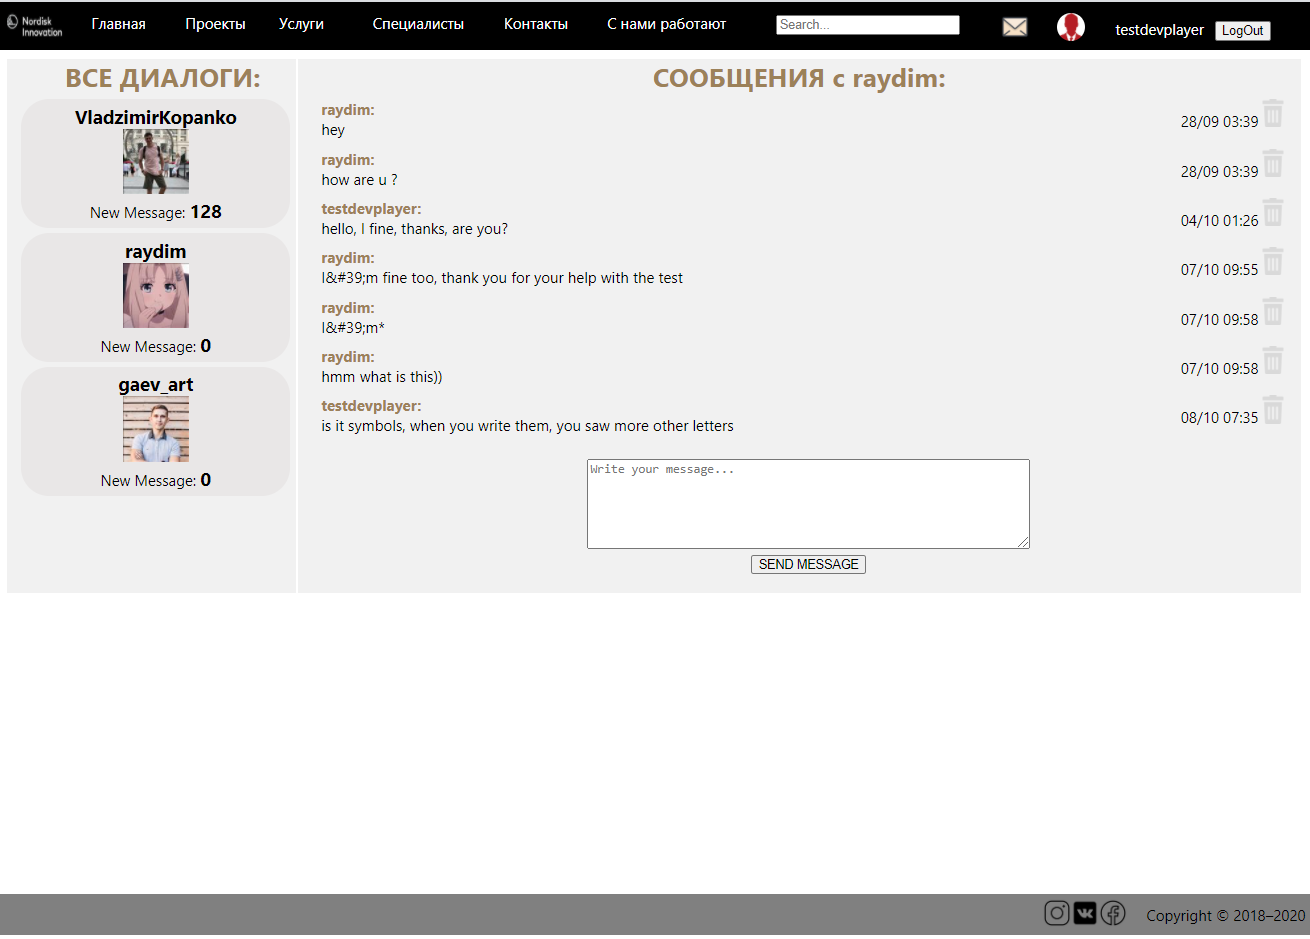 Nordisk
Innovation
Главная
Проекты
Услуги
Специалисты
Контакты
С нами работают
Search...
testdevplayer
LogOut
ВСЕ ДИАЛОГИ:
VladzimirKopanko
New Message: 128
raydim
New Message: 0
gaev_art
New Message: 0
СООБЩЕНИЯ с raydim:
raydim:
hey
28/09 03:39
raydim:
how are u ?
28/09 03:39
testdevplayer:
hello, I fine, thanks, are you?
04/10 01:26
raydim:
I&#39;m fine too, thank you for your help with the test
07/10 09:55
raydim:
I&#39;m*
07/10 09:58
raydim:
hmm what is this))
07/10 09:58
testdevplayer:
is it symbols, when you write them, you saw more other letters
08/10 07:35
Write your message...
SEND MESSAGE
Copyright © 2018–2020